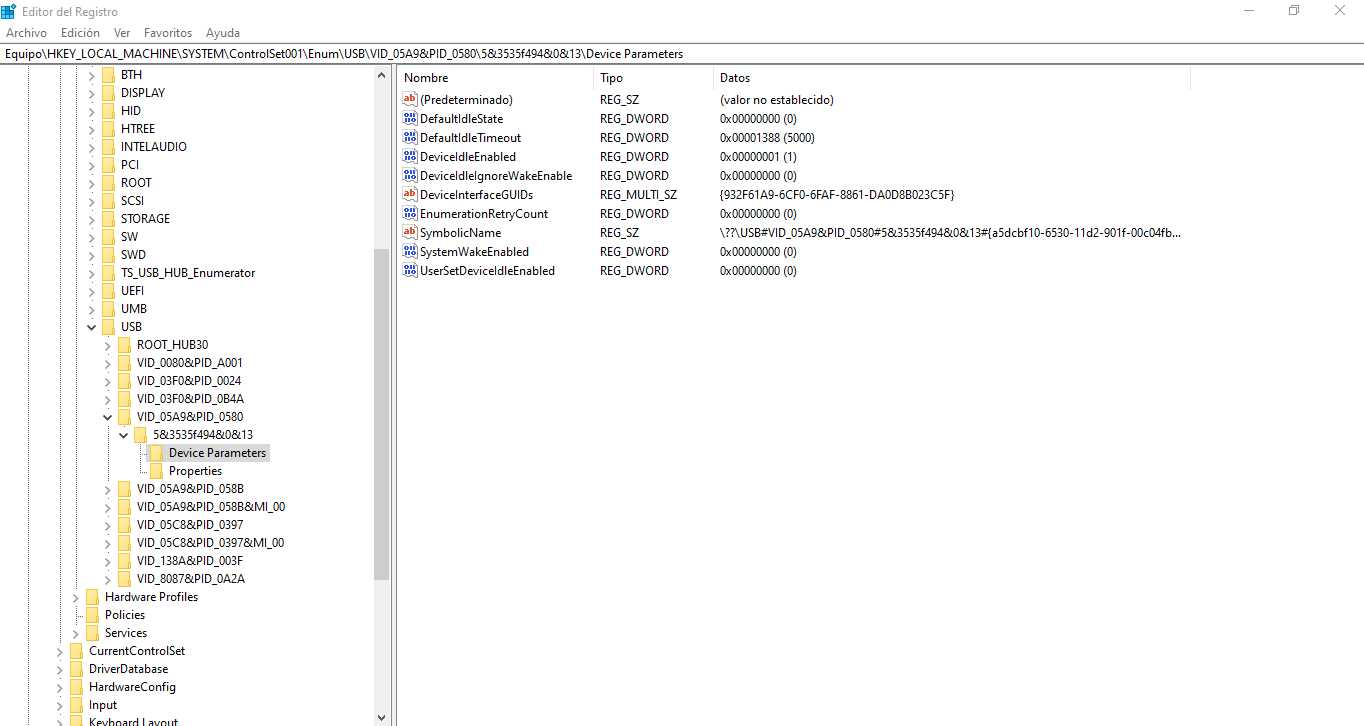 Editor del Registro
Archivo Edición Ver Favoritos Ayuda
Equipo\HKEY_LOCAL_MACHINE\SYSTEM\ControlSet001\Enum\USB\VID_05A9&PID_0580\5&3535f494&0&13\Device Parameters
BTH
DISPLAY
HID
HTREE
INTELAUDIO
PCI
ROOT
SCSI
STORAGE
SW
SWD
TS_USB_HUB_Enumerator
UEFI
UMB
USB
ROOT_HUB30
VID_0080&PID_A001
VID_03F0&PID_0024
VID_03F0&PID_0B4A
VID_05A9&PID_0580
5&3535f494&0&13
Device Parameters
Properties
VID_05A9&PID_058B
VID_05A9&PID_058B&MI_00
VID_05C8&PID_0397
VID_05C8&PID_0397&MI_00
VID_138A&PID_003F
VID_8087&PID_0A2A
Hardware Profiles
Policies
Services
CurrentControlSet
DriverDatabase
HardwareConfig
Input
Keyboard Layout
Nombre Tipo Datos
(Predeterminado) REG_SZ (valor no establecido)
DefaultIdleState REG_DWORD 0x00000000 (0)
DefaultIdleTimeout REG_DWORD 0x00001388 (5000)
DeviceIdleEnabled REG_DWORD 0x00000001 (1)
DeviceIdleIgnoreWakeEnable REG_DWORD 0x00000000 (0)
DeviceInterfaceGUIDs REG_MULTI_SZ {932F61A9-6CF0-6FAF-8861-DA0D8B023C5F}
EnumerationRetryCount REG_DWORD 0x00000000 (0)
SymbolicName REG_SZ \??\USB#VID_05A9&PID_0580#5&3535f494&0&13#{a5dcbf10-6530-11d2-901f-00c04fb...
SystemWakeEnabled REG_DWORD 0x00000000 (0)
UserSetDeviceIdleEnabled REG_DWORD 0x00000000 (0)